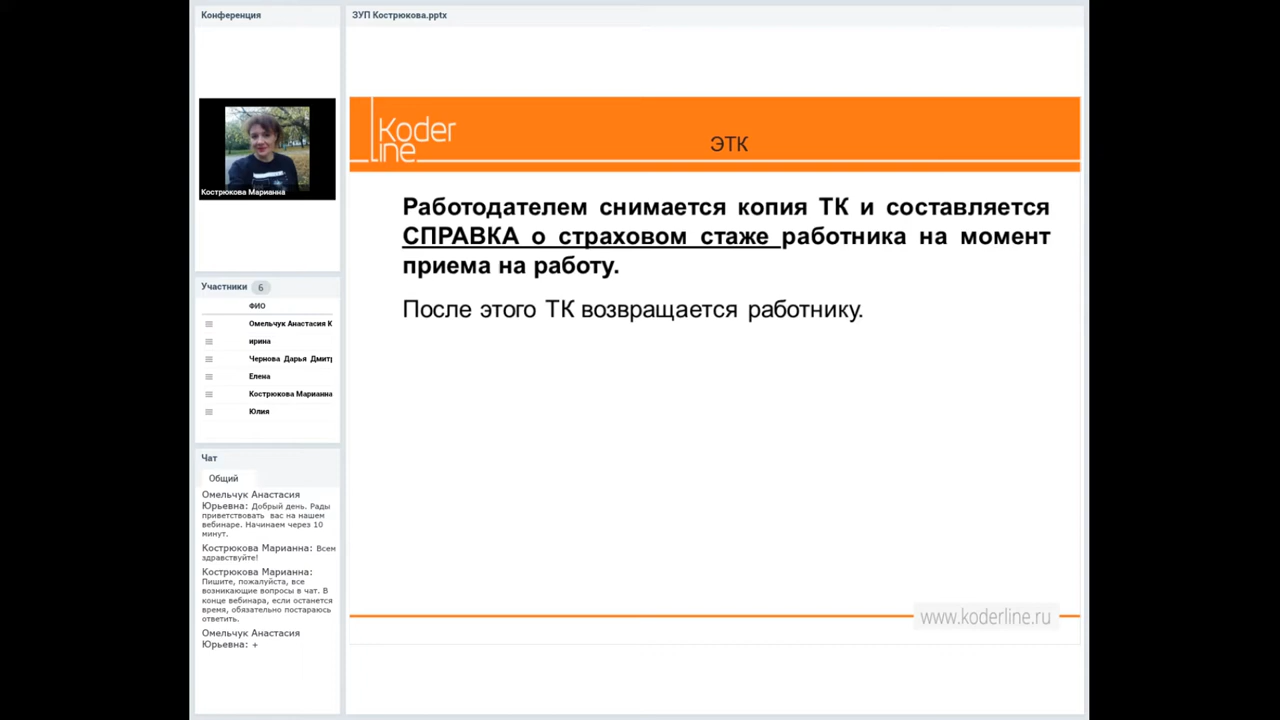 Конференция
ЗУП Кострюкова.pptx
Кострюкова Марианна
Koder
line
ЭТК
Работодателем снимается копия ТК и составляется
СПРАВКА о страховом стаже работника на момент
приема на работу.
После этого ТК возвращается работнику.
www.koderline.ru
Участники 6
ФИО
Омельчук Анастасия К
ирина
Чернова Дарья Дмитр
Елена
Кострюкова Марианна
Юлия
Чат
Общий
Омельчук Анастасия
Юрьевна: Добрый день. Рады
приветствовать вас на нашем
вебинаре. Начинаем через 10
минут.
Кострюкова Марианна: Всем
здравствуйте!
Кострюкова Марианна:
Пишите, пожалуйста, все
возникающие вопросы в чат. В
конце вебинара, если останется
время, обязательно постараюсь
ответить.
Омельчук Анастасия
Юрьевна: +